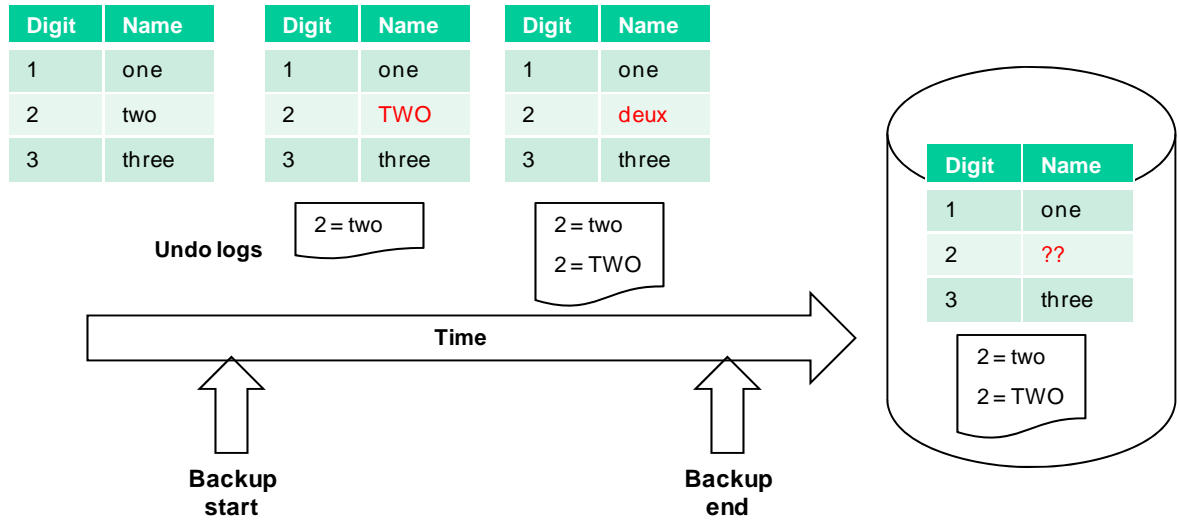 Digit Name
1 one
2 two
3 three
Digit Name
1 one
2 TWO
3 three
Digit Name
1 one
2 deux
3 three
Undo logs
2 = two
2 = two
2 = TWO
Time
Backup
start
Backup
end
Digit Name
1 one
2 ??
3 three
2 = two
2 = TWO